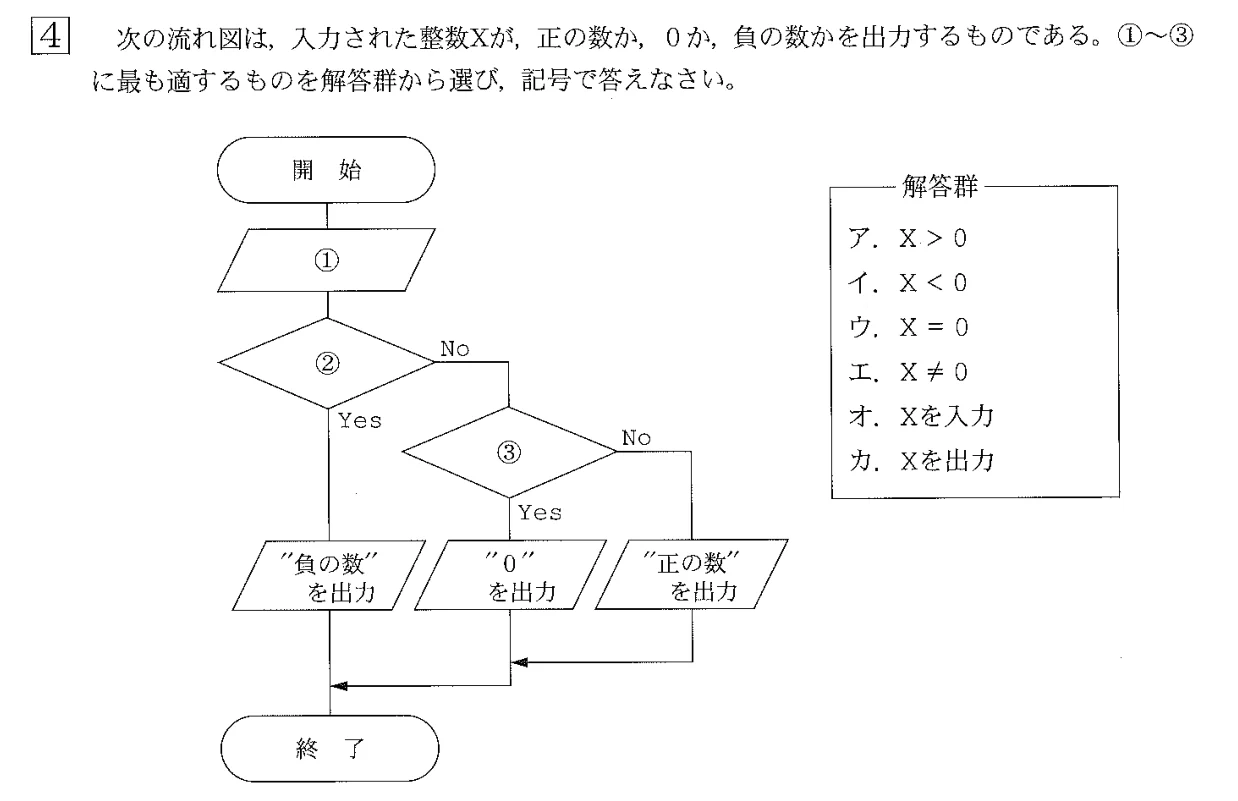 4 次の流れ図は，入力された整数Xが，正の数か，０か，負の数かを出力するものである。①～③
に最も適するものを解答群から選び，記号で答えなさい。
開 始
①
②
No
Yes
③
No
Yes
″負の数″
を出力
″0″
を出力
″正の数″
を出力
終 了
解答群
ア．X > 0
イ．X < 0
ウ．X = 0
エ．X ≠ 0
オ．Xを入力
カ．Xを出力